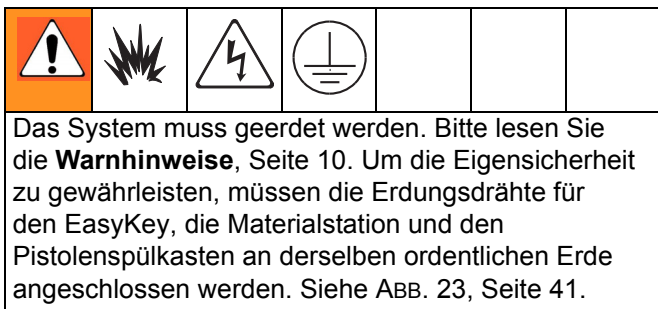 Das System muss geerdet werden. Bitte lesen Sie
die Warnhinweise, Seite 10. Um die Eigensicherheit
zu gewährleisten, müssen die Erdungsdrähte für
den EasyKey, die Materialstation und den
Pistolenspülkasten an derselben ordentlichen Erde
angeschlossen werden. Siehe ABB. 23, Seite 41.